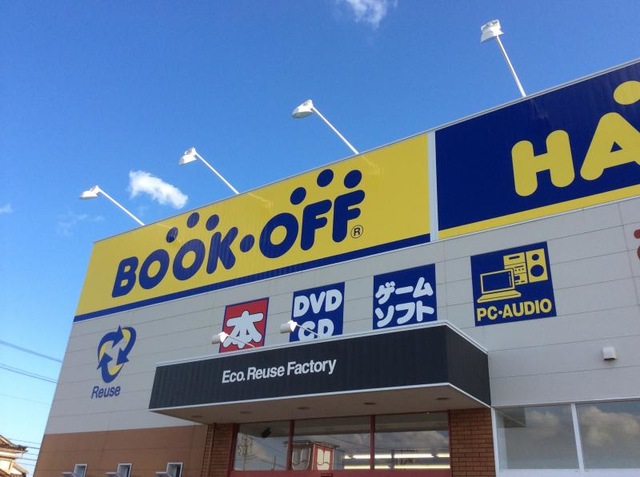 BOOK・OFF®
HA
本
DVD
CD
ゲーム
ソフト
PC・AUDIO
Reuse
Eco.Reuse Factory